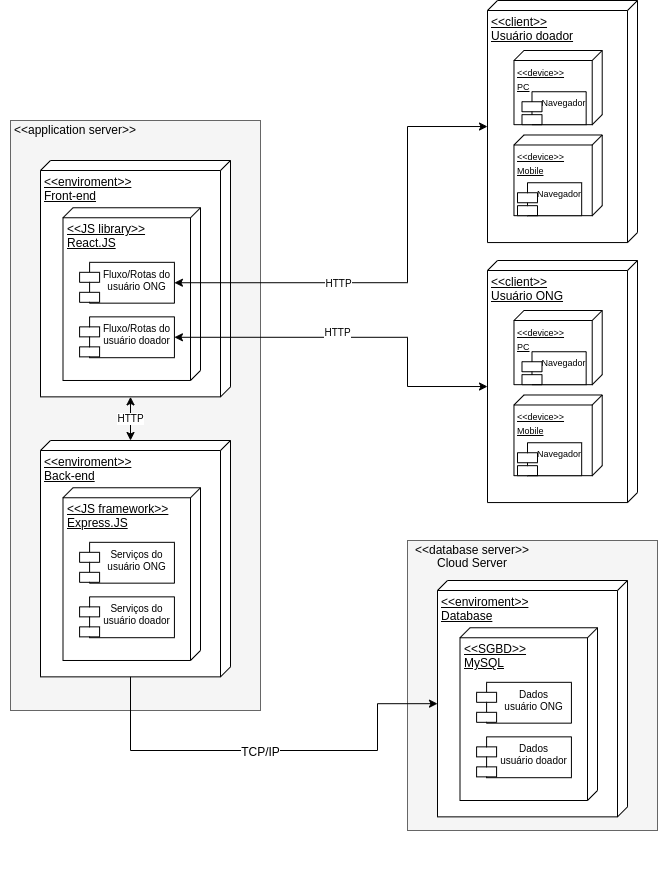 <<client>>
Usuário doador
<<device>>
PC
Navegador
<<device>>
Mobile
Navegador
<<application server>>
<<enviroment>>
Front-end
<<JS library>>
React.JS
Fluxo/Rotas do
usuário ONG
Fluxo/Rotas do
usuário doador
HTTP
HTTP
<<client>>
Usuário ONG
<<device>>
PC
Navegador
<<device>>
Mobile
Navegador
HTTP
<<enviroment>>
Back-end
<<JS framework>>
Express.JS
Serviços do
usuário ONG
Serviços do
usuário doador
TCP/IP
<<database server>>
Cloud Server
<<enviroment>>
Database
<<SGBD>>
MySQL
Dados
usuário ONG
Dados
usuário doador